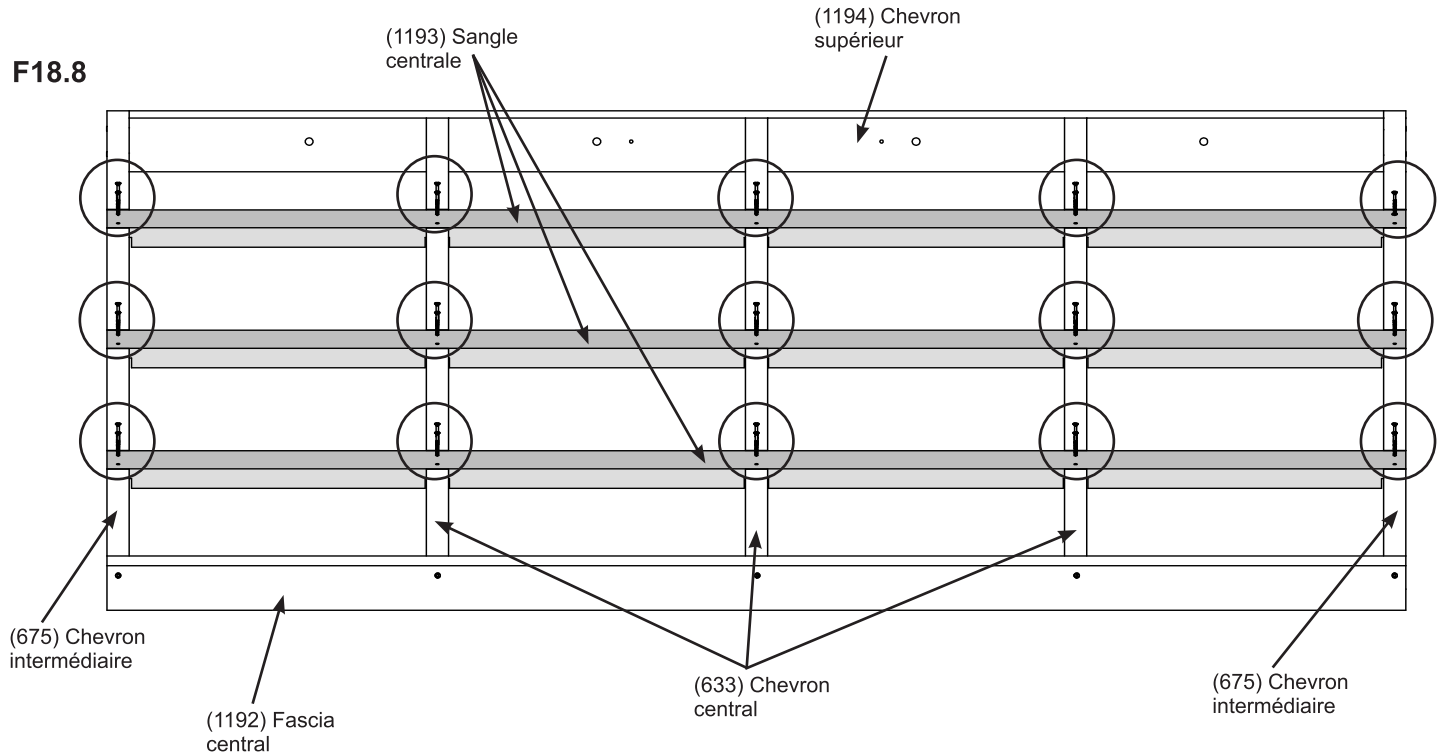 (1194) Chevron
supérieur
(1193) Sangle
centrale
F18.8
(675) Chevron
intermédiaire
(633) Chevron
central
(675) Chevron
intermédiaire
(1192) Fascia
central